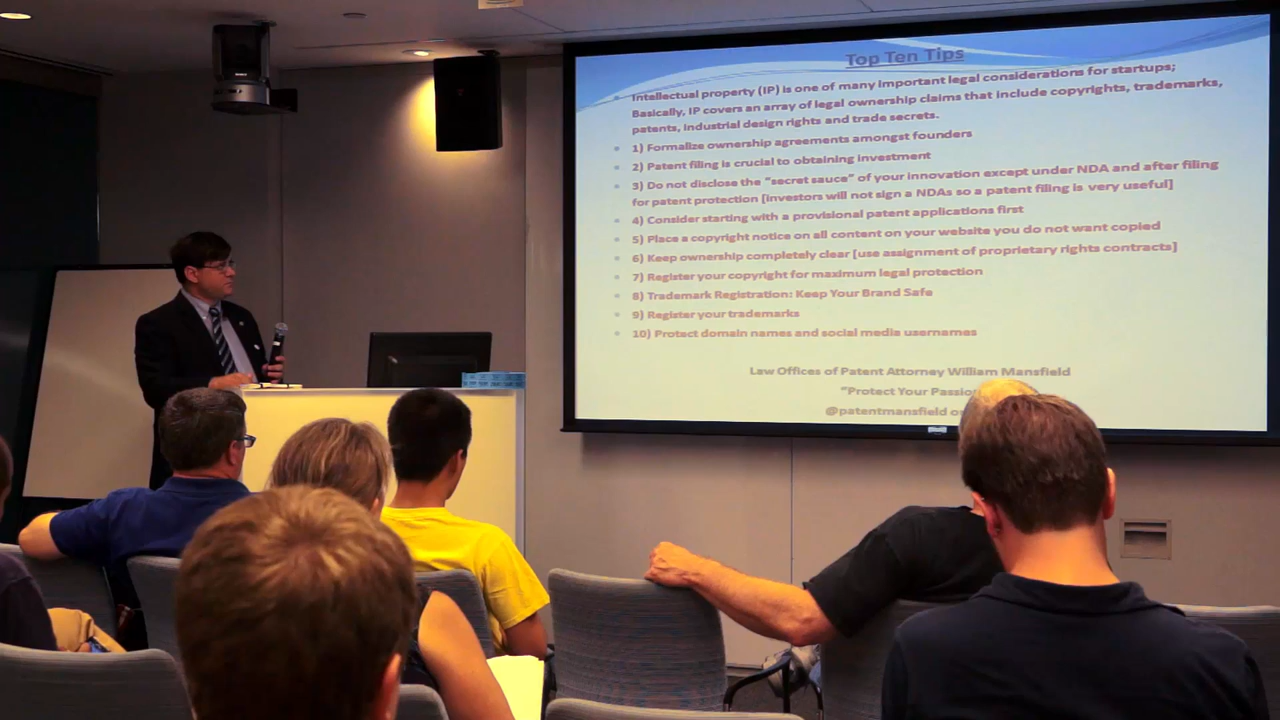 Top Ten Tips
Intellectual property (IP) is one of many important legal considerations for startups;
Basically, IP covers an array of legal ownership claims that include copyrights, trademarks,
patents, industrial design rights and trade secrets.
1) Formalize ownership agreements amongst founders
2) Patent filing is crucial to obtaining investment
3) Do not disclose the "secret sauce" of your innovation except under NDA and after filing
for patent protection [investors will not sign a NDAs so a patent filing is very useful]
4) Consider starting with a provisional patent applications first
5) Place a copyright notice on all content on your website you do not want copied
6) Keep ownership completely clear [use assignment of proprietary rights contracts]
7) Register your copyright for maximum legal protection
8) Trademark Registration: Keep Your Brand Safe
9) Register your trademarks
10) Protect domain names and social media usernames
Law Offices of Patent Attorney William Mansfield
"Protect Your Passio
@patentmansfield o